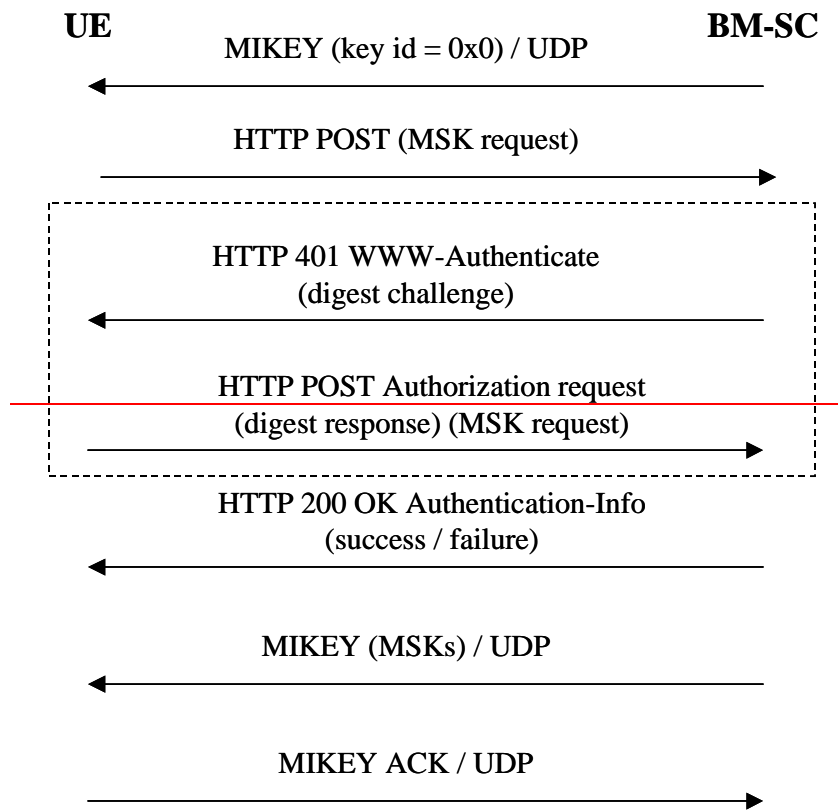 UE BM-SC
MIKEY (key id = 0x0) / UDP
HTTP POST (MSK request)
HTTP 401 WWW-Authenticate
(digest challenge)
HTTP POST Authorization request
(digest response) (MSK request)
HTTP 200 OK Authentication-Info
(success / failure)
MIKEY (MSKs) / UDP
MIKEY ACK / UDP